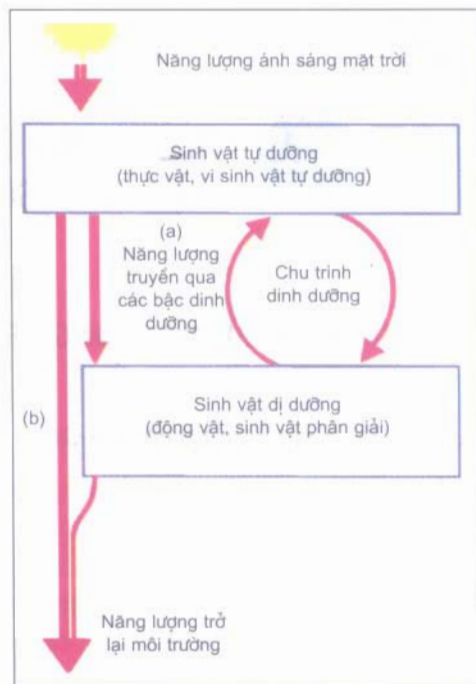 Năng lượng ánh sáng mặt trời
Sinh vật tự dưỡng
(thực vật, vi sinh vật tự dưỡng)
(a)
Năng lượng
truyền qua
các bậc dinh
dưỡng
Chu trình
dinh dưỡng
Sinh vật dị dưỡng
(động vật, sinh vật phân giải)
(b)
Năng lượng trở
lại môi trường